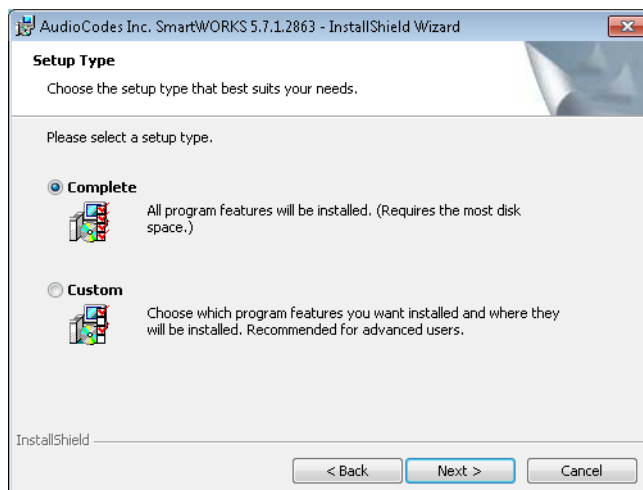 AudioCodes Inc. SmartWORKS 5.7.1.2863 - InstallShield Wizard
Setup Type
Choose the setup type that best suits your needs.
Please select a setup type.
Complete
All program features will be installed. (Requires the most disk
space.)
Custom
Choose which program features you want installed and where they
will be installed. Recommended for advanced users.
InstallShield
< Back
Next >
Cancel